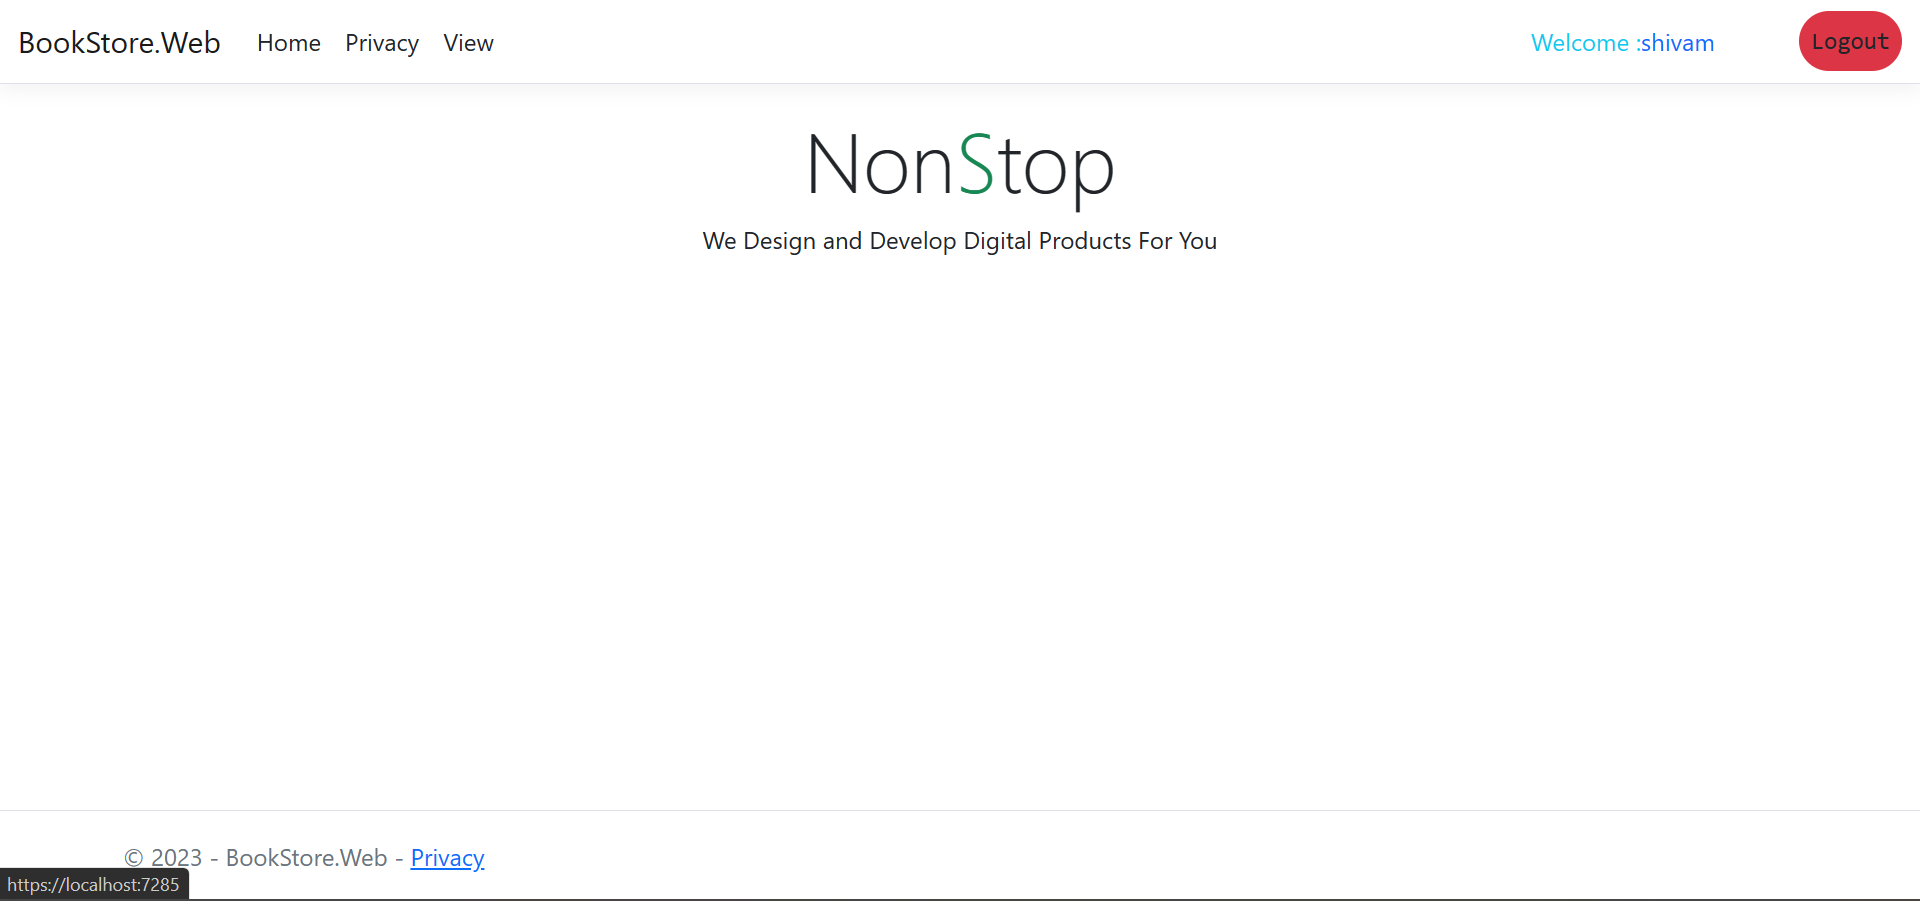 BookStore.Web Home Privacy View Welcome :shivam Logout
NonStop
We Design and Develop Digital Products For You
© 2023 - BookStore.Web - Privacy
https://localhost:7285